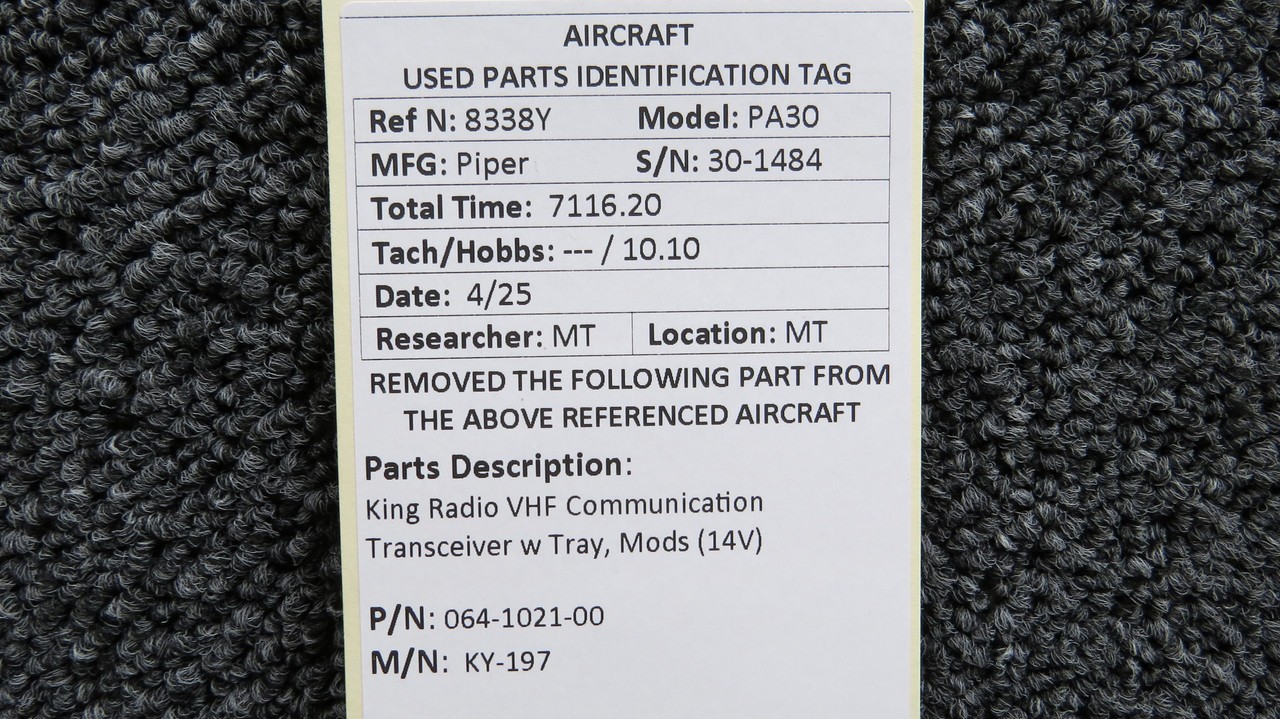 AIRCRAFT
USED PARTS IDENTIFICATION TAG
Ref N: 8338Y Model: PA30
MFG: Piper S/N: 30-1484
Total Time: 7116.20
Tach/Hobbs: --- / 10.10
Date: 4/25
Researcher: MT Location: MT
REMOVED THE FOLLOWING PART FROM
THE ABOVE REFERENCED AIRCRAFT
Parts Description:
King Radio VHF Communication
Transceiver w Tray, Mods (14V)
P/N: 064-1021-00
M/N: KY-197